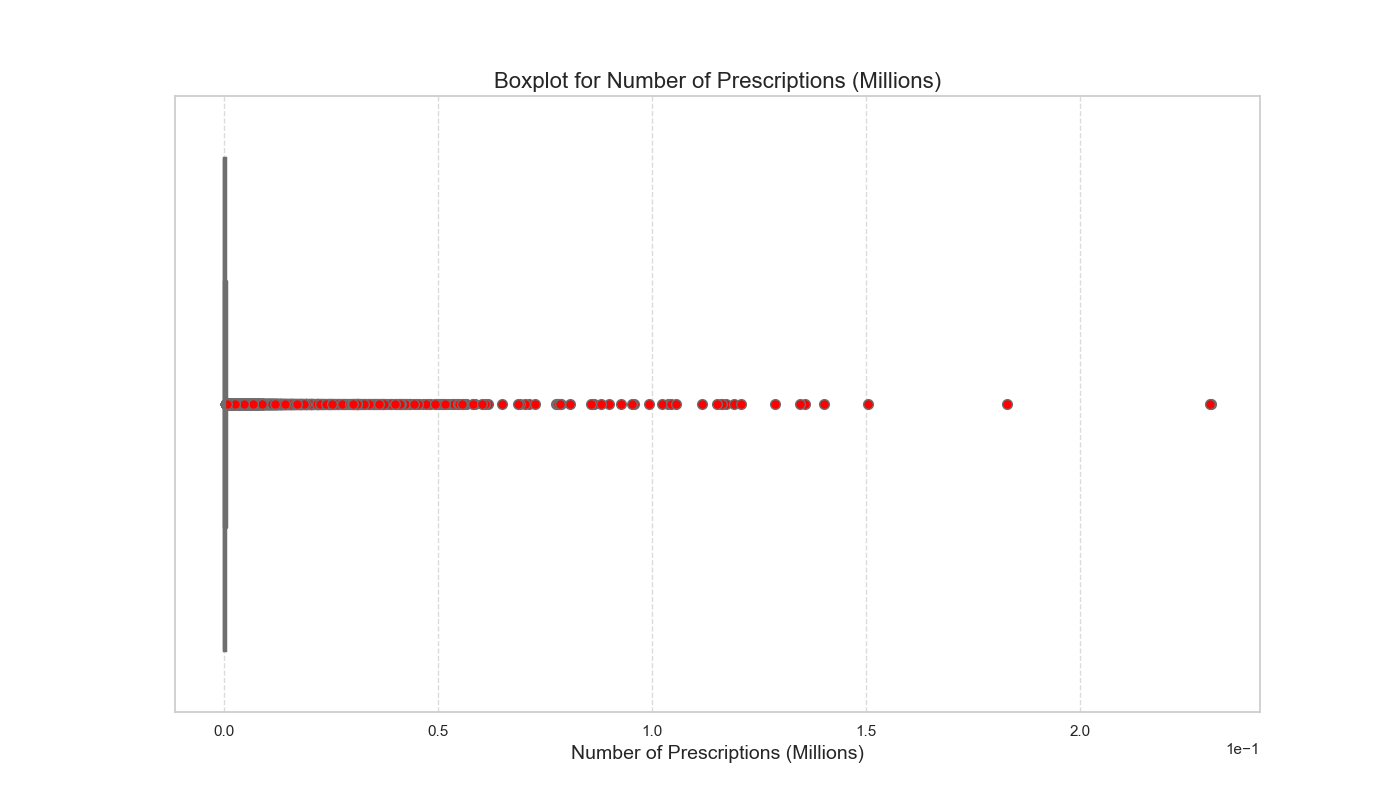 Boxplot for Number of Prescriptions (Millions)
0.0 0.5 1.0 1.5 2.0
1e−1
Number of Prescriptions (Millions)